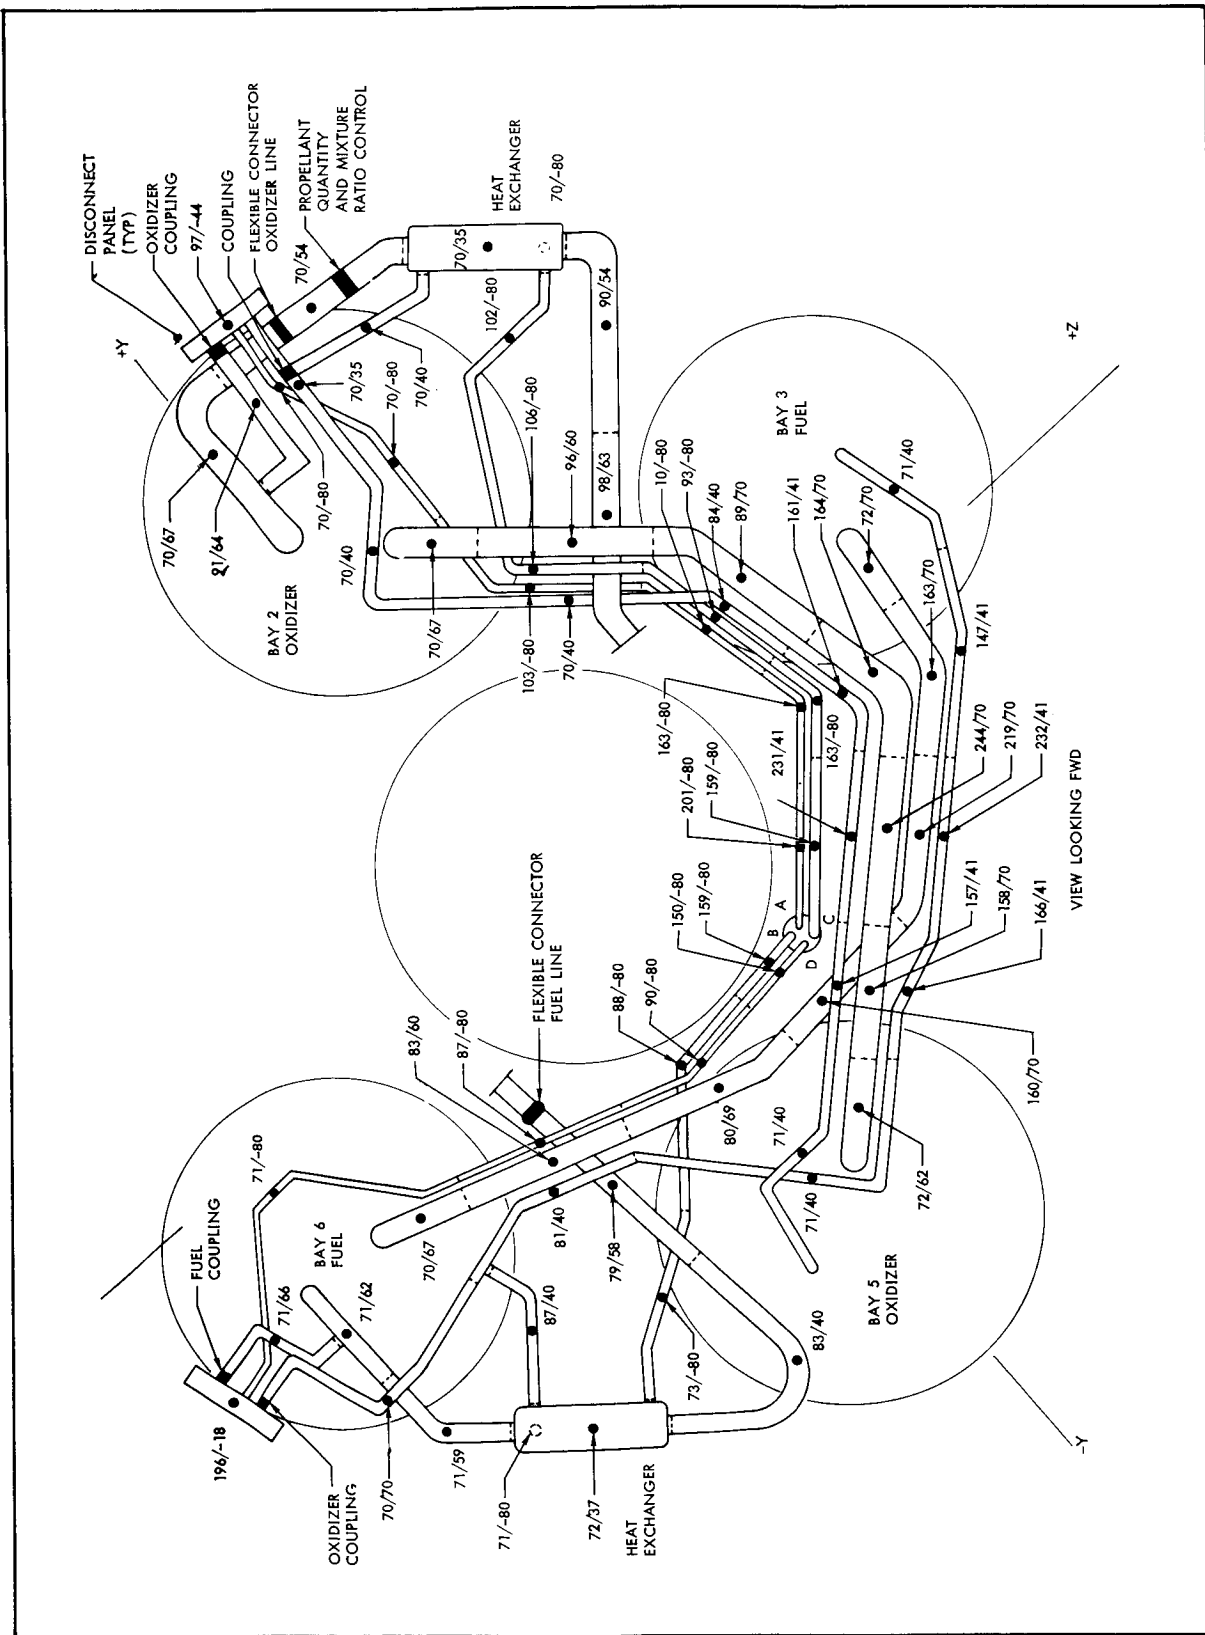 DISCONNECT
PANEL
(TYP)
OXIDIZER
COUPLING
97/-44
COUPLING
FLEXIBLE CONNECTOR
OXIDIZER LINE
PROPELLANT
QUANTITY
AND MIXTURE
RATIO CONTROL
70/54
HEAT
EXCHANGER
70/-80
70/35
102/-80
90/54
+Y
70/67
91/64
70/-80
70/35
70/-80
70/40
70/40
106/-80
96/60
98/63
BAY 2
OXIDIZER
70/67
103/-80
70/40
10/-80
93/-80
84/40
89/70
161/41
164/70
BAY 3
FUEL
+Z
71/40
72/70
163/70
147/41
163/-80
231/41
163/-80
201/-80
159/-80
244/70
219/70
232/41
A
B
C
D
150/-80
159/-80
157/41
158/70
166/41
VIEW LOOKING FWD
FLEXIBLE CONNECTOR
FUEL LINE
88/-80
90/-80
83/60
87/-80
80/69
160/70
71/40
71/40
72/62
71/-80
FUEL
COUPLING
BAY 6
FUEL
70/67
81/40
79/58
71/66
71/62
87/40
73/-80
83/40
BAY 5
OXIDIZER
196/-18
OXIDIZER
COUPLING
70/70
71/59
71/-80
72/37
HEAT
EXCHANGER
-Y